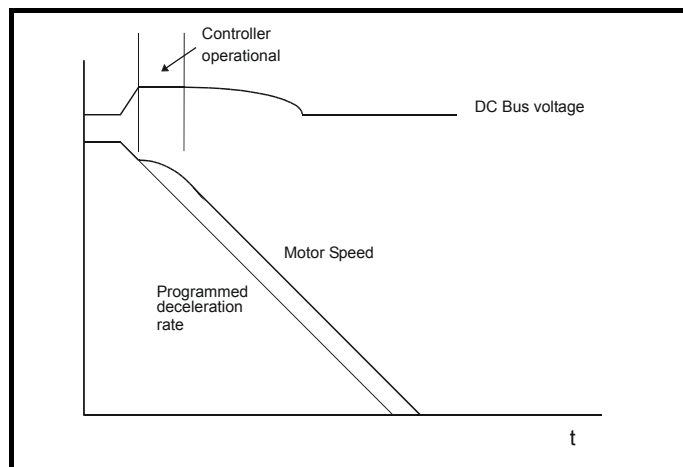 Controller
operational
DC Bus voltage
Motor Speed
Programmed
deceleration
rate
t